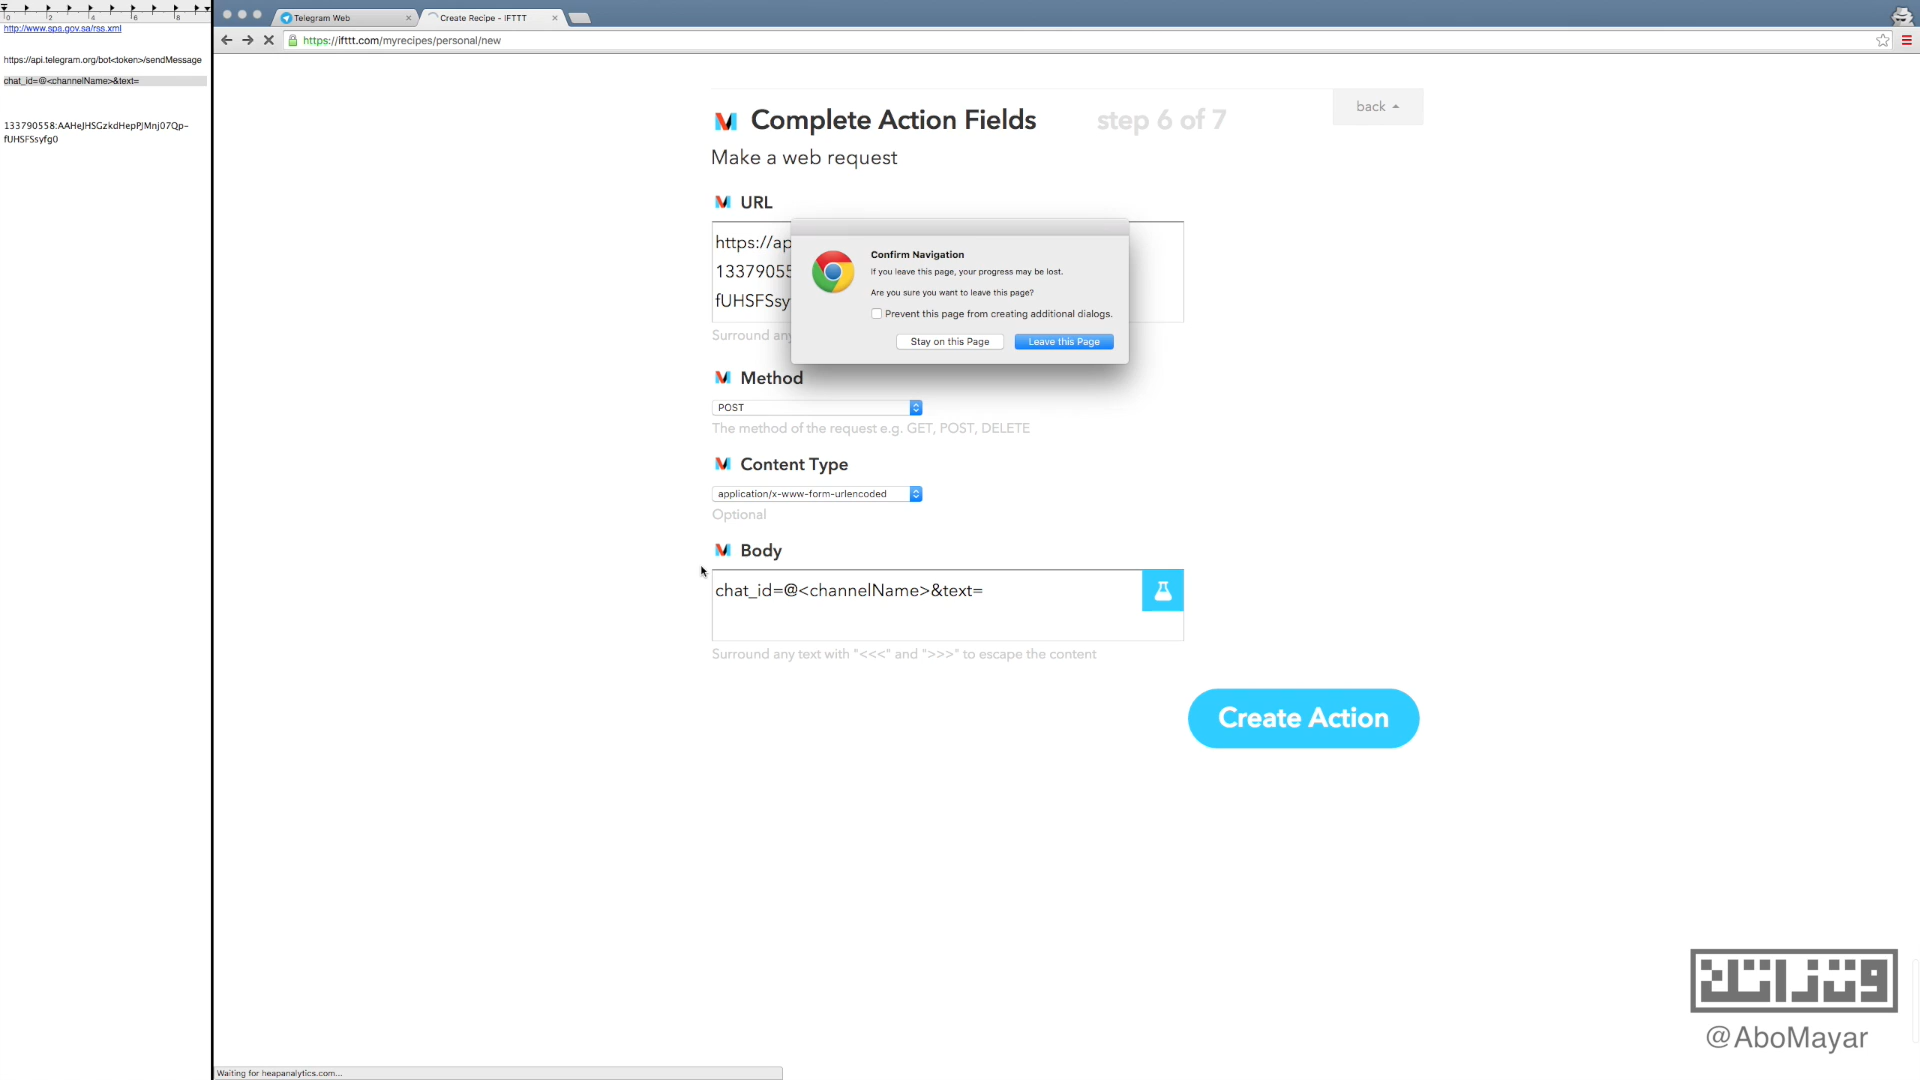 0 2 4 6 8
http://www.spa.gov.sa/rss.xml
https://api.telegram.org/bot<token>/sendMessage
chat_id=@<channelName>&text=
133790558:AAHeJHSGzkdHepPJMnj07Qp-
fUHSFSsyfg0
Telegram Web
Create Recipe - IFTTT
https://ifttt.com/myrecipes/personal/new
Complete Action Fields
step 6 of 7
back
Make a web request
URL
https://ap
13379055
fUHSFSsy
Surround any
Confirm Navigation
If you leave this page, your progress may be lost.
Are you sure you want to leave this page?
Prevent this page from creating additional dialogs.
Stay on this Page
Leave this Page
Method
POST
The method of the request e.g. GET, POST, DELETE
Content Type
application/x-www-form-urlencoded
Optional
Body
chat_id=@<channelName>&text=
Surround any text with "<<<" and ">>>" to escape the content
Create Action
@AboMayar
Waiting for heapanalytics.com...